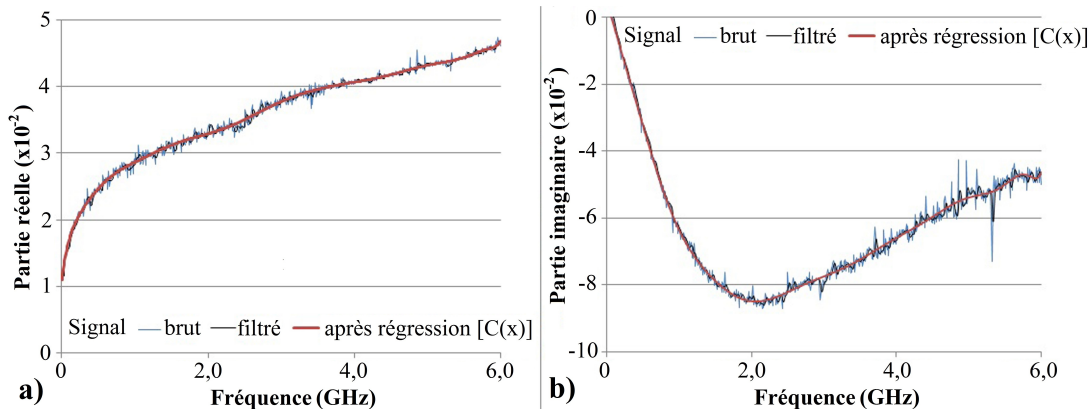 Partie réelle (x10⁻²)
5
4
3
2
1
0
Signal brut filtré après régression [C(x)]
0 2,0 4,0 6,0
Fréquence (GHz)
a)
Partie imaginaire (x10⁻²)
0
-2
-4
-6
-8
-10
Signal brut filtré après régression [C(x)]
0 2,0 4,0 6,0
Fréquence (GHz)
b)